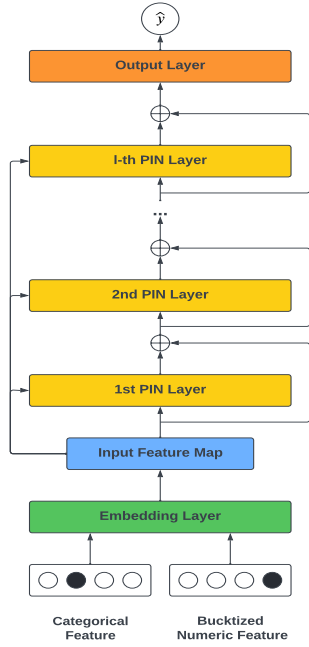 ŷ
Output Layer
l-th PIN Layer
...
2nd PIN Layer
1st PIN Layer
Input Feature Map
Embedding Layer
Categorical
Feature
Bucktized
Numeric Feature